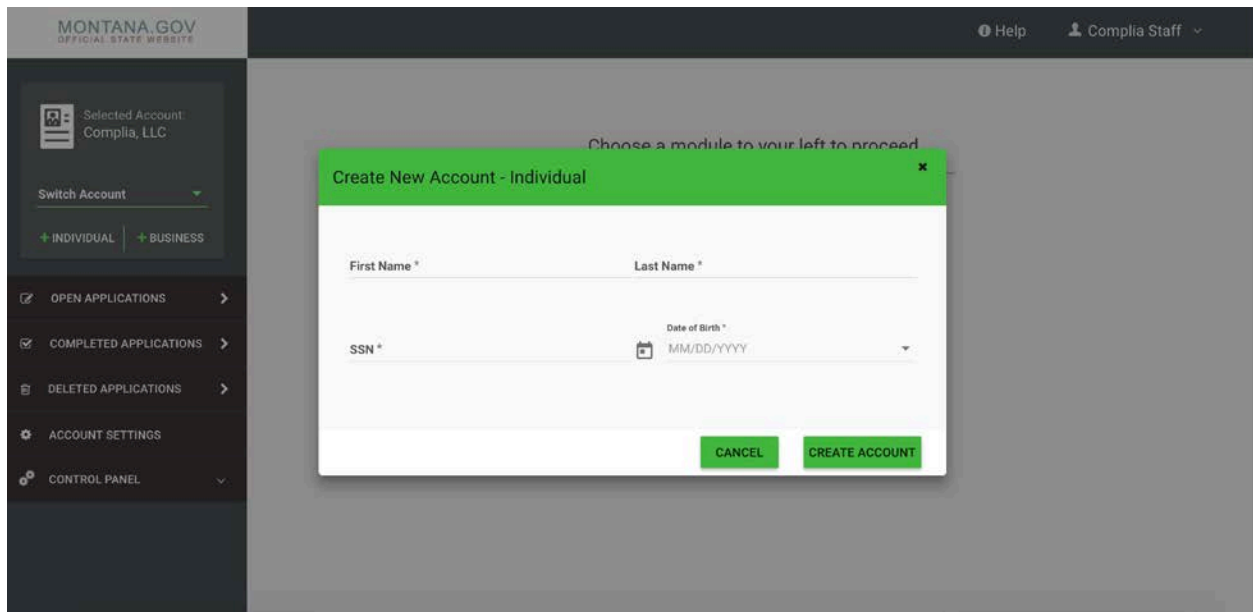 MONTANA.GOV
OFFICIAL STATE WEBSITE
Help
Complia Staff
Selected Account:
Complia, LLC
Switch Account
+ INDIVIDUAL
+ BUSINESS
OPEN APPLICATIONS
COMPLETED APPLICATIONS
DELETED APPLICATIONS
ACCOUNT SETTINGS
CONTROL PANEL
Choose a module to your left to proceed
Create New Account - Individual
First Name *
Last Name *
SSN *
Date of Birth *
MM/DD/YYYY
CANCEL
CREATE ACCOUNT